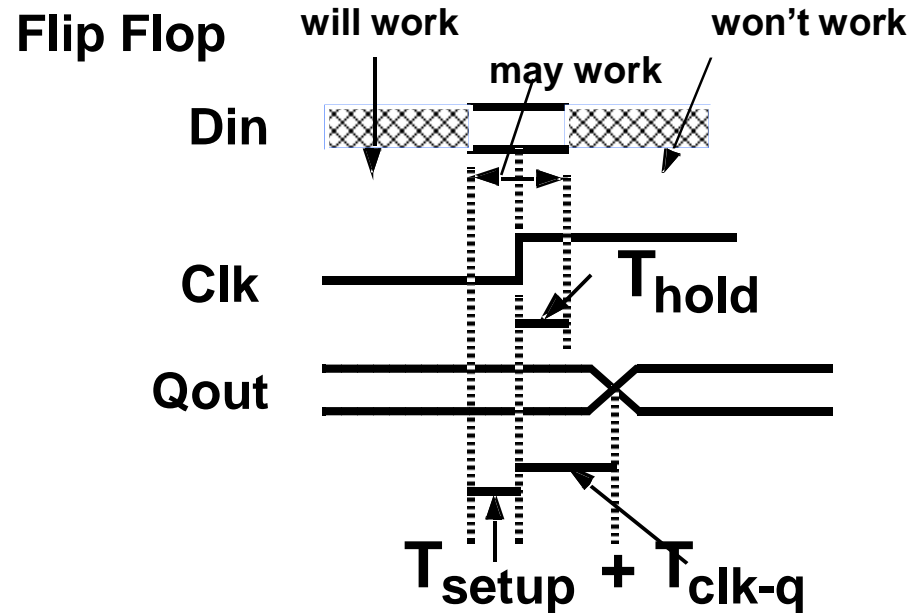 Flip Flop
will work
may work
won't work
Din
Clk
Thold
Qout
Tsetup + Tclk-q